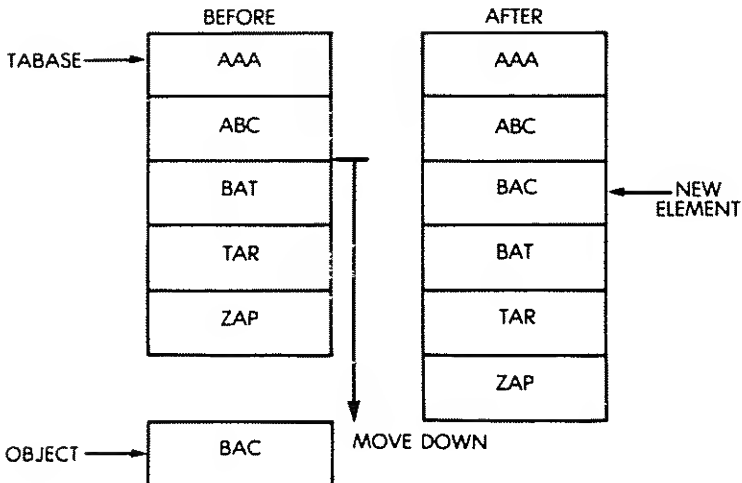 BEFORE
AFTER
TABASE
AAA
AAA
ABC
ABC
BAT
BAC
NEW
ELEMENT
TAR
BAT
ZAP
TAR
ZAP
MOVE DOWN
OBJECT
BAC